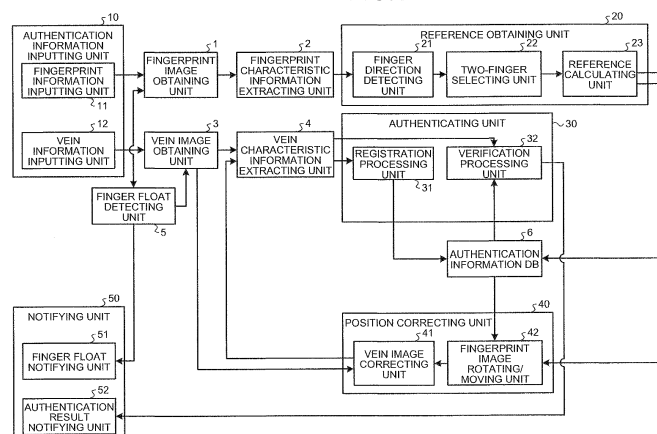 10
AUTHENTICATION
INFORMATION
INPUTTING UNIT
FINGERPRINT
INFORMATION
INPUTTING UNIT
11
12
VEIN
INFORMATION
INPUTTING UNIT
1
FINGERPRINT
IMAGE
OBTAINING
UNIT
2
FINGERPRINT
CHARACTERISTIC
INFORMATION
EXTRACTING UNIT
20
REFERENCE OBTAINING UNIT
21
FINGER
DIRECTION
DETECTING
UNIT
22
TWO-FINGER
SELECTING UNIT
23
REFERENCE
CALCULATING
UNIT
3
VEIN IMAGE
OBTAINING
UNIT
4
VEIN
CHARACTERISTIC
INFORMATION
EXTRACTING UNIT
AUTHENTICATING UNIT
30
REGISTRATION
PROCESSING
UNIT
31
32
VERIFICATION
PROCESSING
UNIT
FINGER FLOAT
DETECTING
UNIT
5
6
AUTHENTICATION
INFORMATION DB
50
NOTIFYING UNIT
51
FINGER FLOAT
NOTIFYING UNIT
52
AUTHENTICATION
RESULT
NOTIFYING UNIT
40
POSITION CORRECTING UNIT
41
VEIN IMAGE
CORRECTING
UNIT
42
FINGERPRINT
IMAGE
ROTATING/
MOVING UNIT